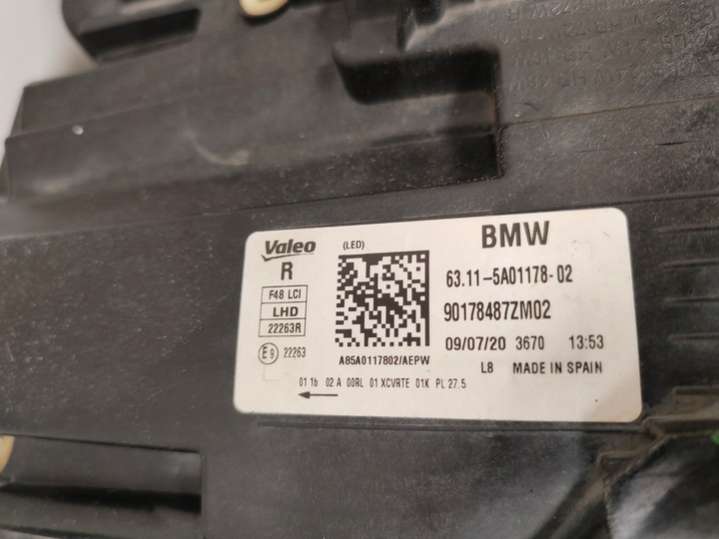 Valeo
(LED)
BMW
R
F48 LCI
LHD
22263R
E9 22263
A85A0117802/AEPW
63.11-5A01178-02
90178487ZM02
09/07/20 3670 13:53
L8 MADE IN SPAIN
01 1b 02 A 00RL 01 XCVRTE 01K PL 27.5